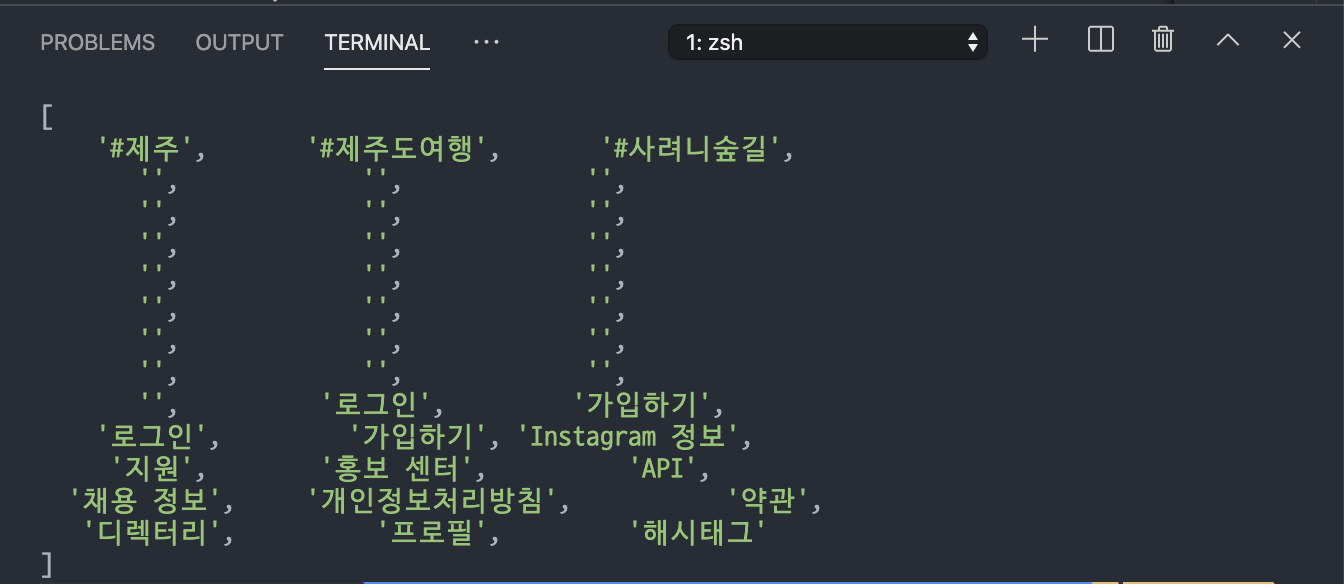 PROBLEMS OUTPUT TERMINAL ··· 1: zsh
[
'#제주', '#제주도여행', '#사려니숲길',
'', '', '',
'', '', '',
'', '', '',
'', '', '',
'', '', '',
'', '', '',
'', '', '',
'', '로그인', '가입하기',
'로그인', '가입하기', 'Instagram 정보',
'지원', '홍보 센터', 'API',
'채용 정보', '개인정보처리방침', '약관',
'디렉터리', '프로필', '해시태그'
]